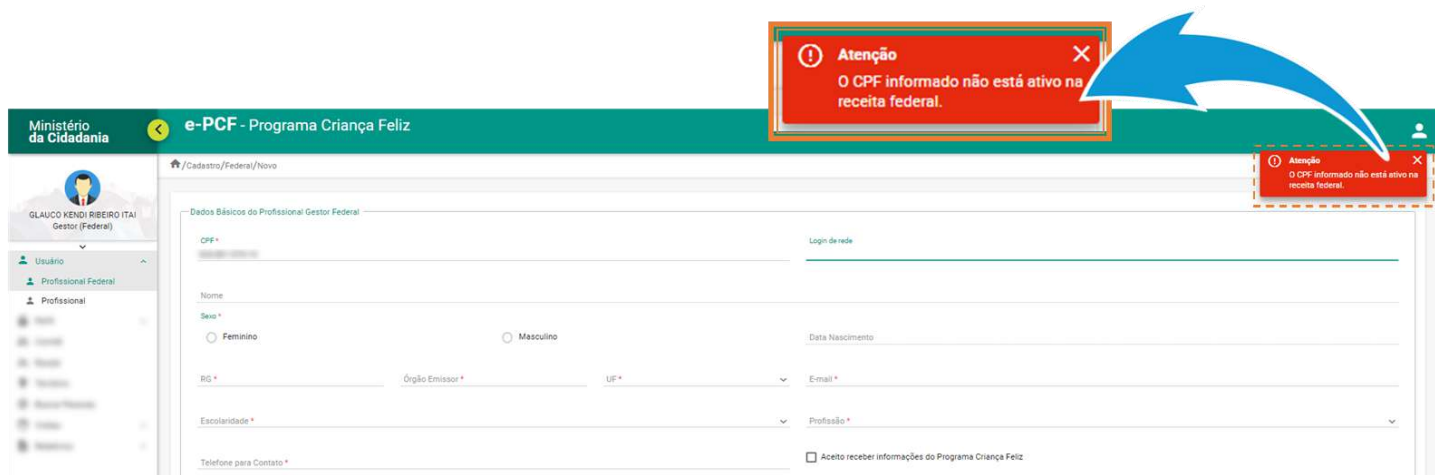 Atenção
O CPF informado não está ativo na
receita federal.
Ministério
da Cidadania
e-PCF - Programa Criança Feliz
/Cadastro/Federal/Novo
Atenção
O CPF informado não está ativo na
receita federal.
GLAUCO KENDI RIBEIRO ITAI
Gestor (Federal)
Usuário
Profissional Federal
Profissional
Dados Básicos do Profissional Gestor Federal
CPF *
Login de rede
Nome
Sexo *
Feminino
Masculino
Data Nascimento
RG *
Órgão Emissor *
UF *
E-mail *
Escolaridade *
Profissão *
Telefone para Contato *
Aceito receber informações do Programa Criança Feliz